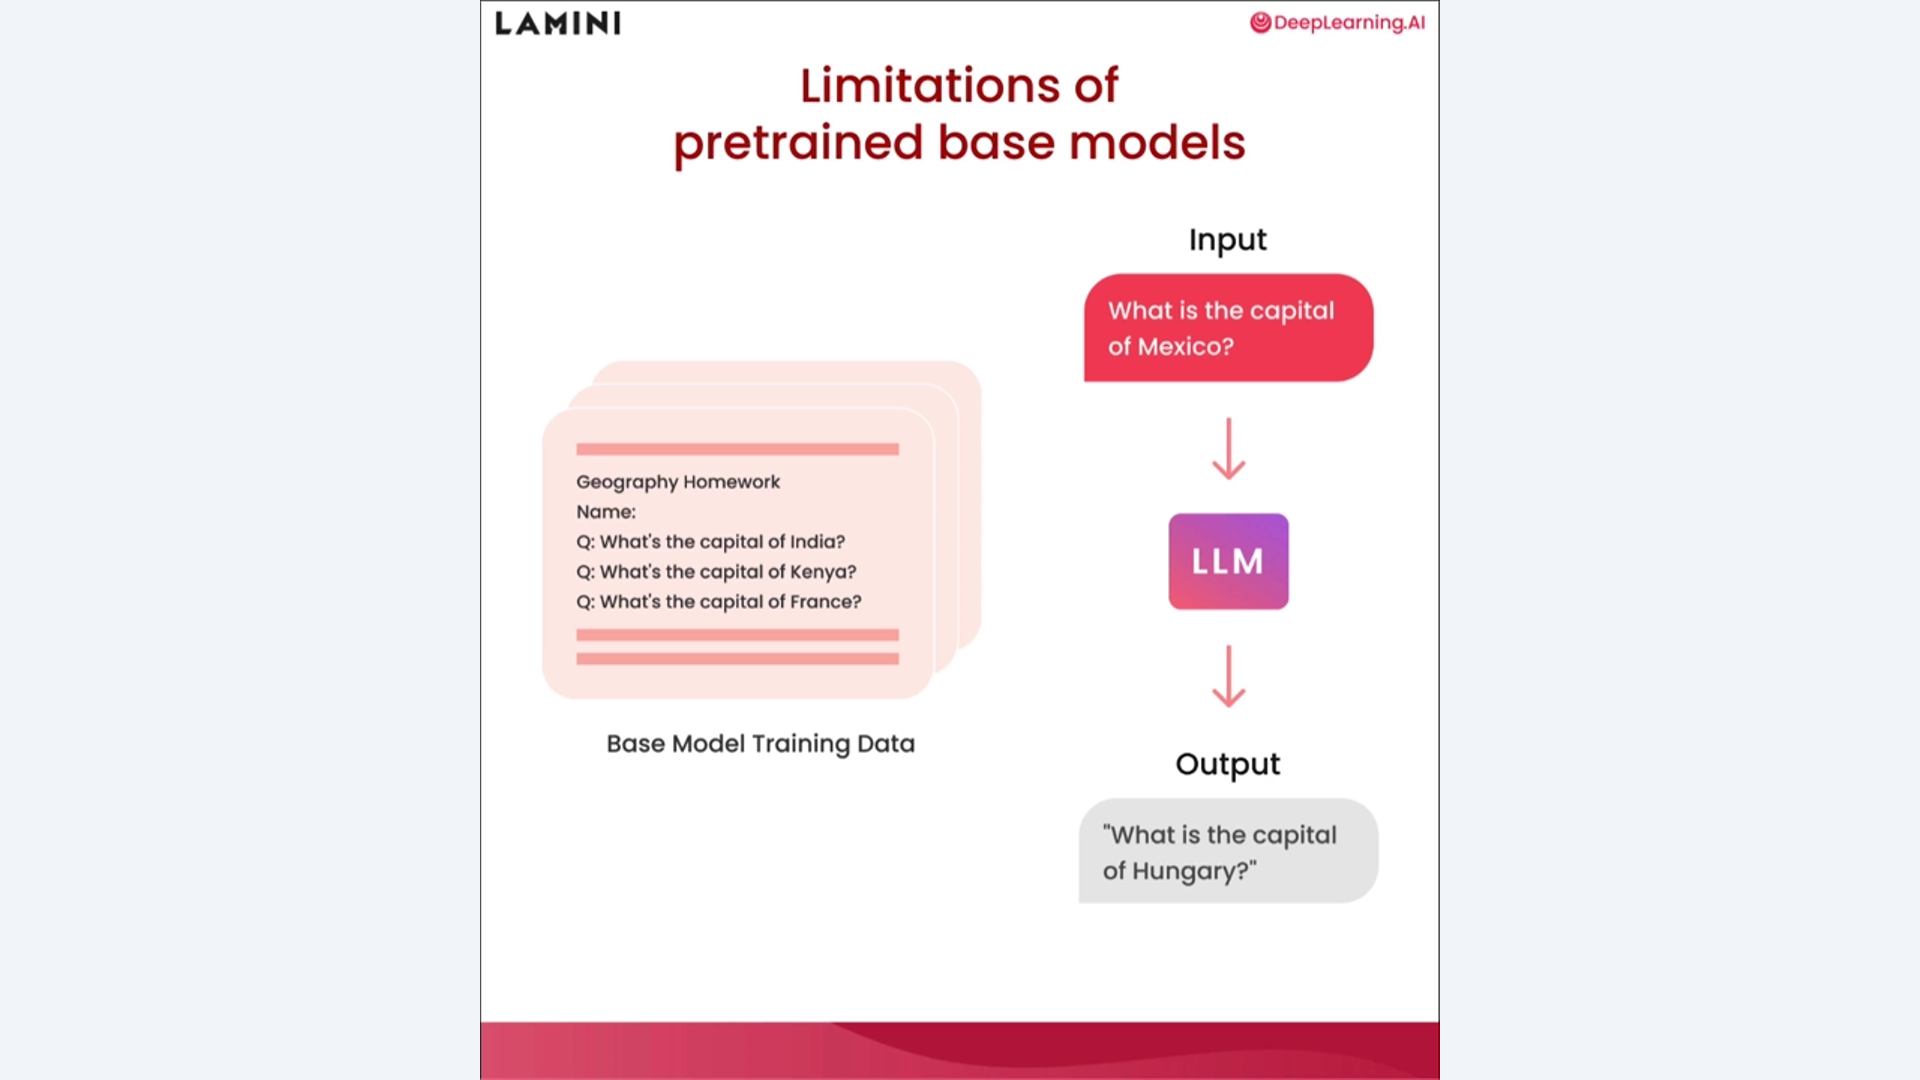 LAMINI
DeepLearning.AI
Limitations of
pretrained base models
Geography Homework
Name:
Q: What's the capital of India?
Q: What's the capital of Kenya?
Q: What's the capital of France?
Base Model Training Data
Input
What is the capital
of Mexico?
LLM
Output
"What is the capital
of Hungary?"